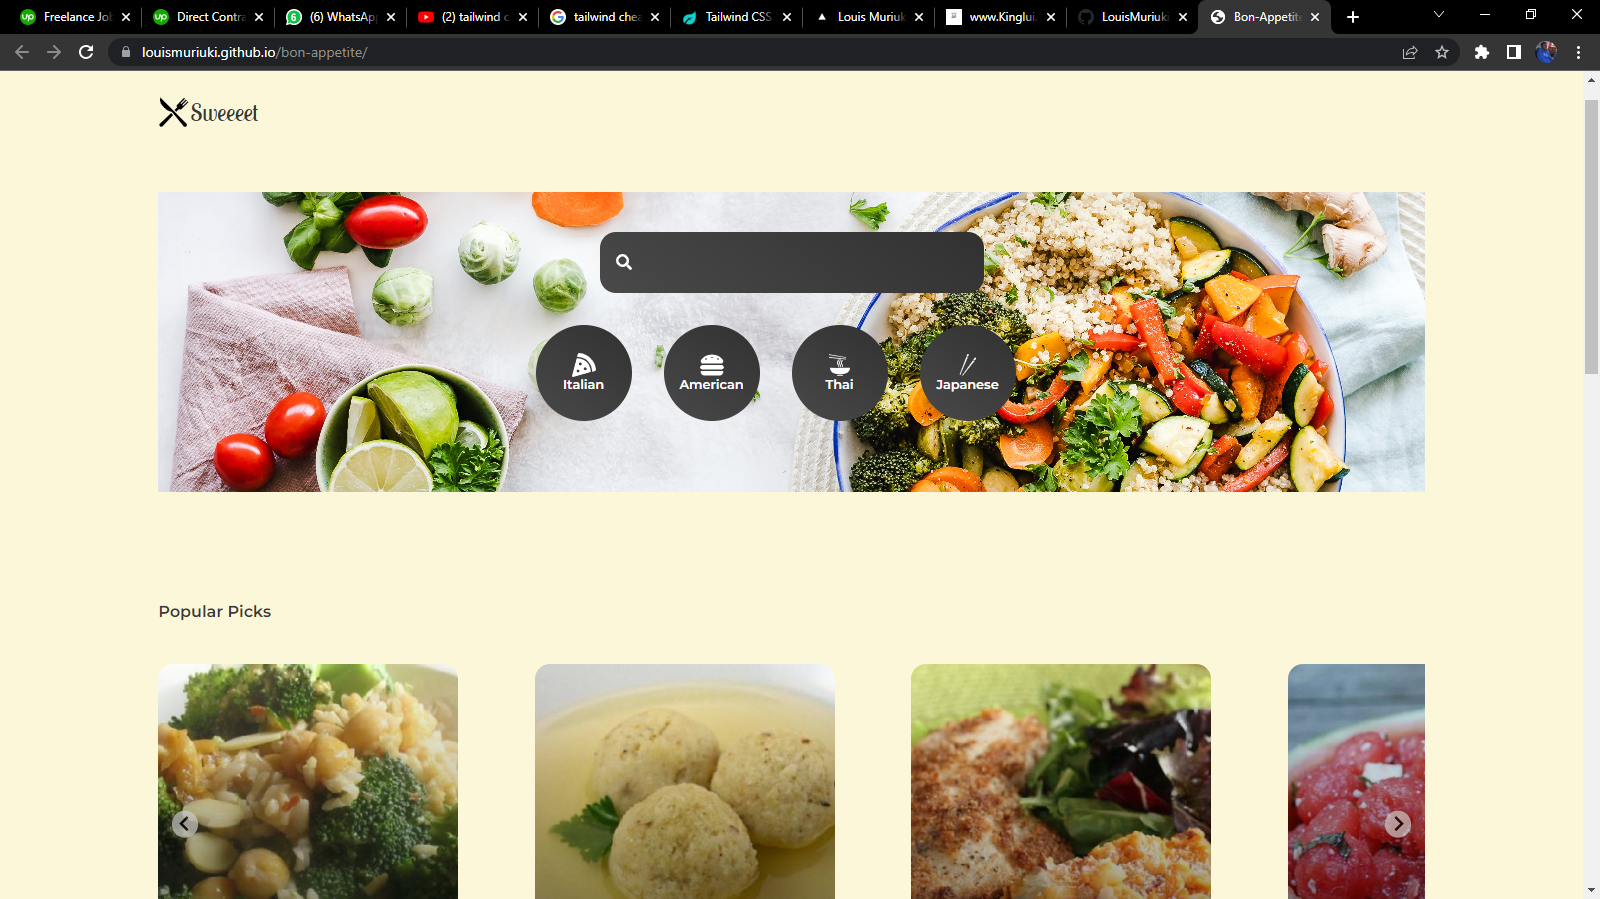 Freelance Jol
Direct Contra
(6) WhatsAp
(2) tailwind c
tailwind chea
Tailwind CSS
Louis Muriuk
www.Kinglui.
LouisMuriuki
Bon-Appetite
louismuriuki.github.io/bon-appetite/
Sweeeet
Italian
American
Thai
Japanese
Popular Picks